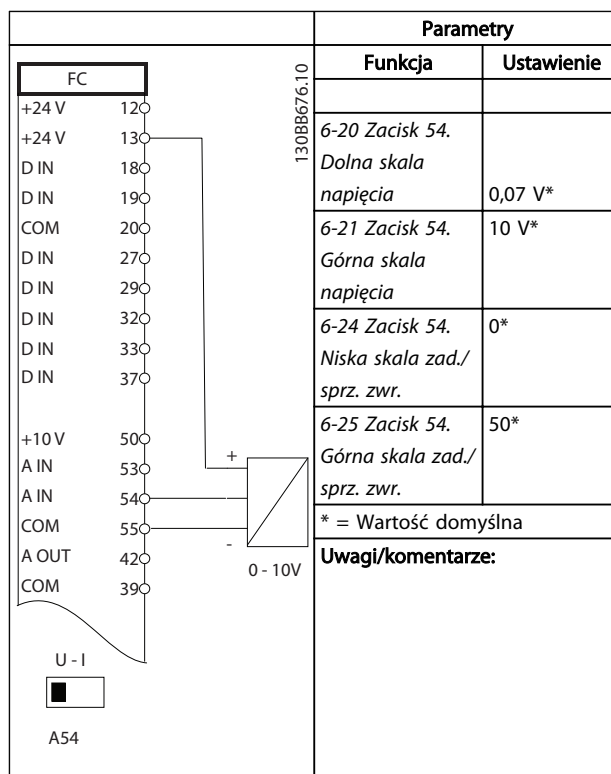 Parametry
Funkcja Ustawienie
6-20 Zacisk 54.
Dolna skala
napięcia 0,07 V*
6-21 Zacisk 54. 10 V*
Górna skala
napięcia
6-24 Zacisk 54. 0*
Niska skala zad./
sprz. zwr.
6-25 Zacisk 54. 50*
Górna skala zad./
sprz. zwr.
* = Wartość domyślna
Uwagi/komentarze:
130BB676.10
FC
+24 V 12
+24 V 13
D IN 18
D IN 19
COM 20
D IN 27
D IN 29
D IN 32
D IN 33
D IN 37
+10 V 50
A IN 53
A IN 54
COM 55
A OUT 42
COM 39
+
-
0 - 10V
U - I
A54